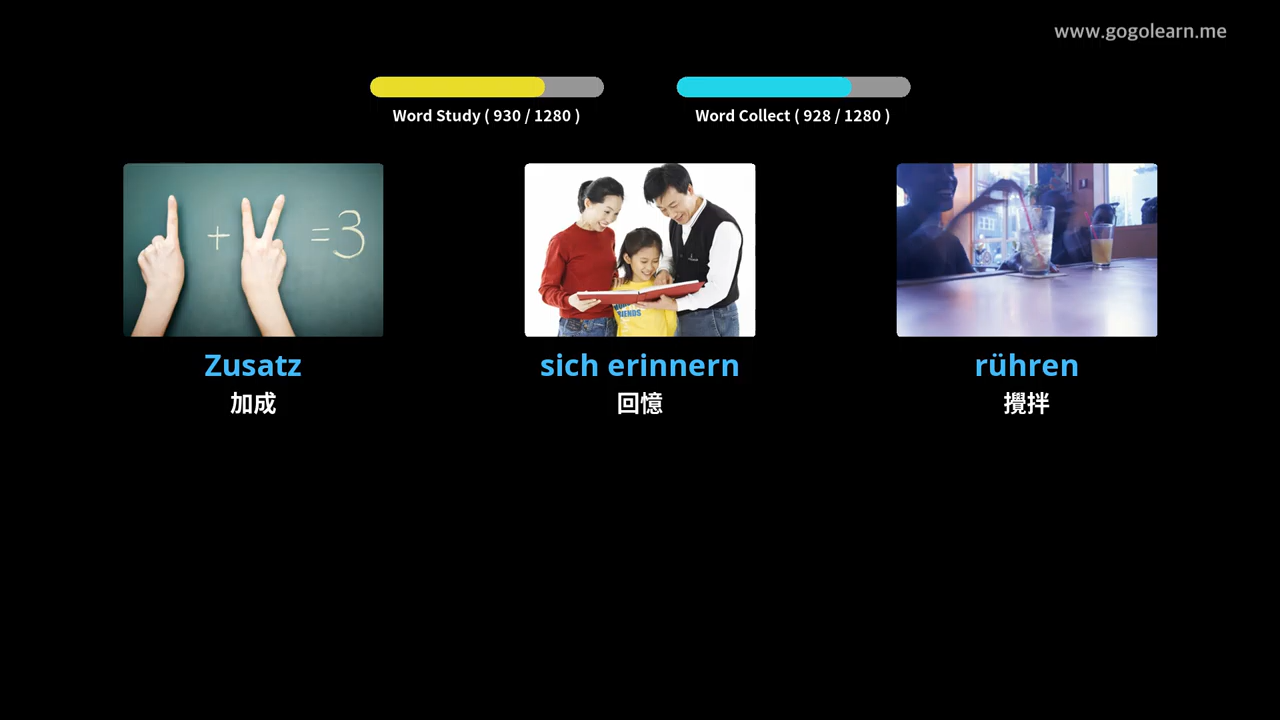 www.gogolearn.me
Word Study ( 930 / 1280 )
Word Collect ( 928 / 1280 )
+ =3
Zusatz
sich erinnern
rühren
加成
回憶
攪拌